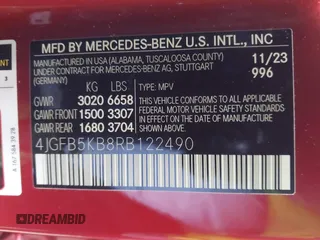 MFD BY MERCEDES-BENZ U.S. INTL., INC
MADE IN USA (ALABAMA, TUSCALOOSA COUNTY)
UNDER CONTRACT FOR MERCEDES-BENZ AG, STUTTGART
11/23
996
KG LBS
TYPE: MPV
GVWR 3020 6658
GAWR FRONT 1500 3307
GAWR REAR 1680 3704
THIS VEHICLE CONFORMS TO ALL APPLICABLE
FEDERAL MOTOR VEHICLE SAFETY STANDARDS
IN EFFECT ON THE DATE OF MANUFACTURE
SHOWN ABOVE.
4JGFB5KB8RB122490
3
DREAMBID